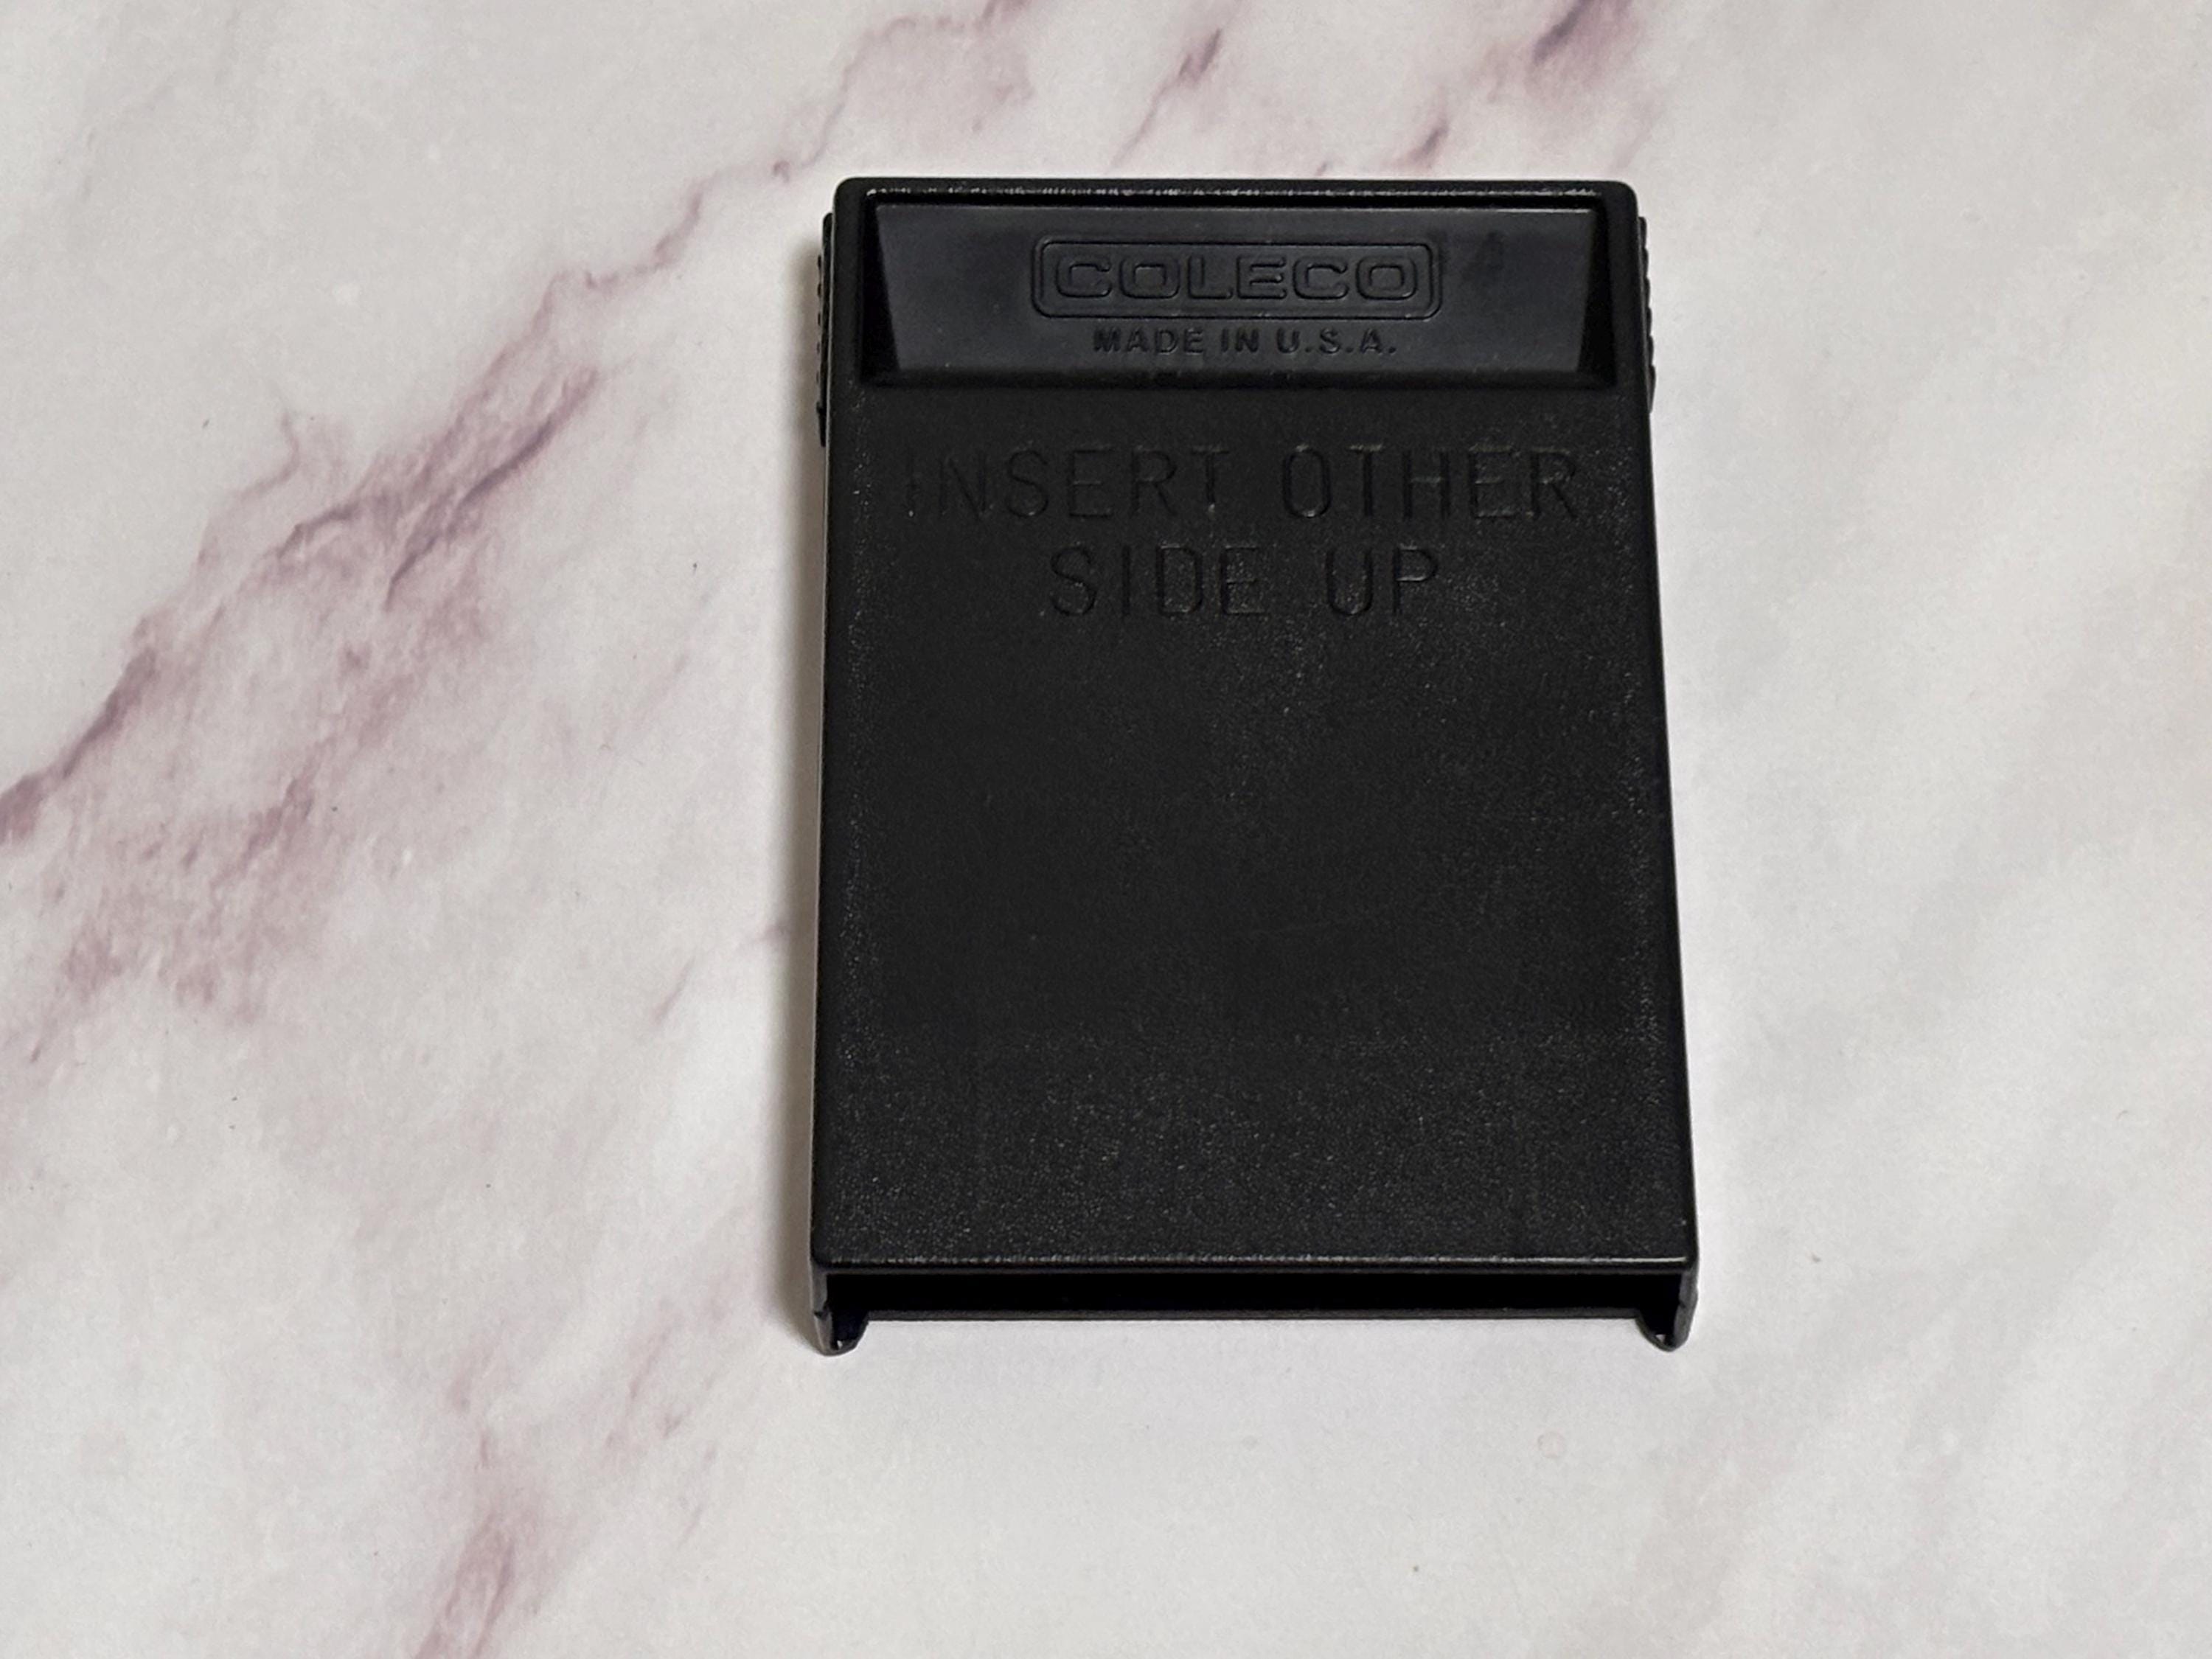 COLECO
MADE IN U.S.A.
INSERT OTHER
SIDE UP